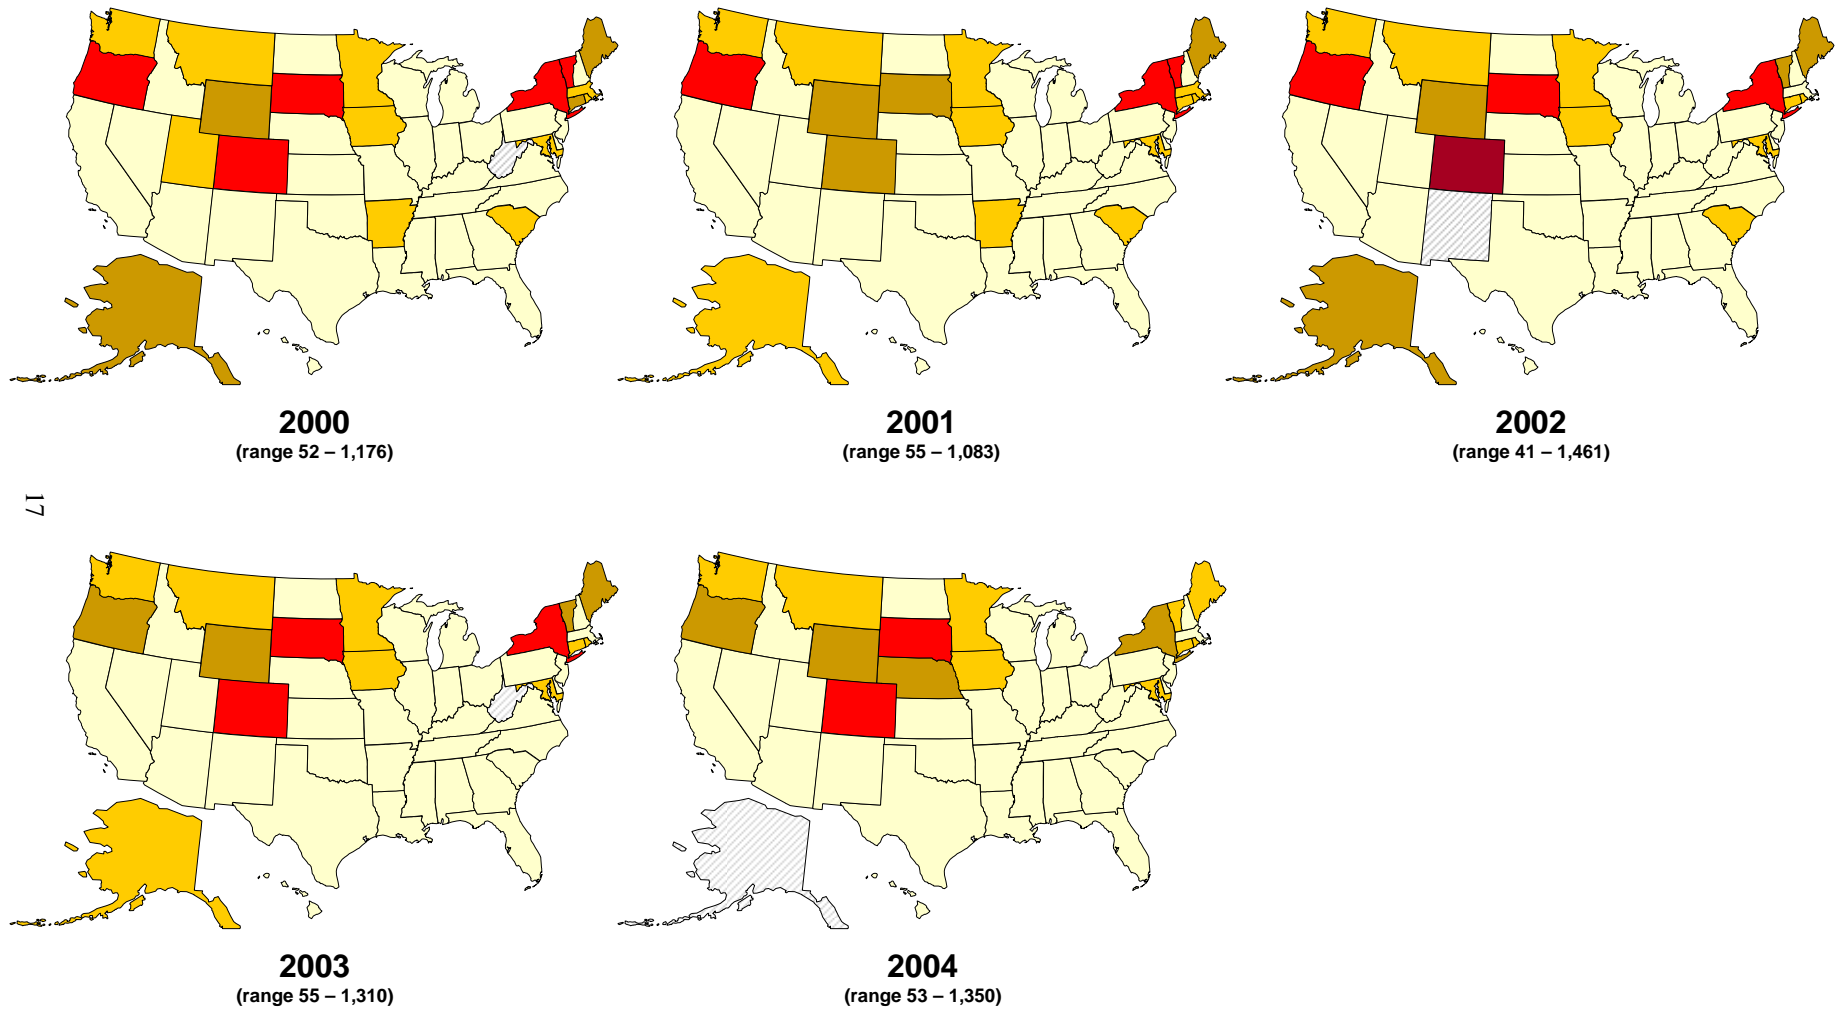 2000
(range 52 – 1,176)
2001
(range 55 – 1,083)
2002
(range 41 – 1,461)
17
2003
(range 55 – 1,310)
2004
(range 53 – 1,350)